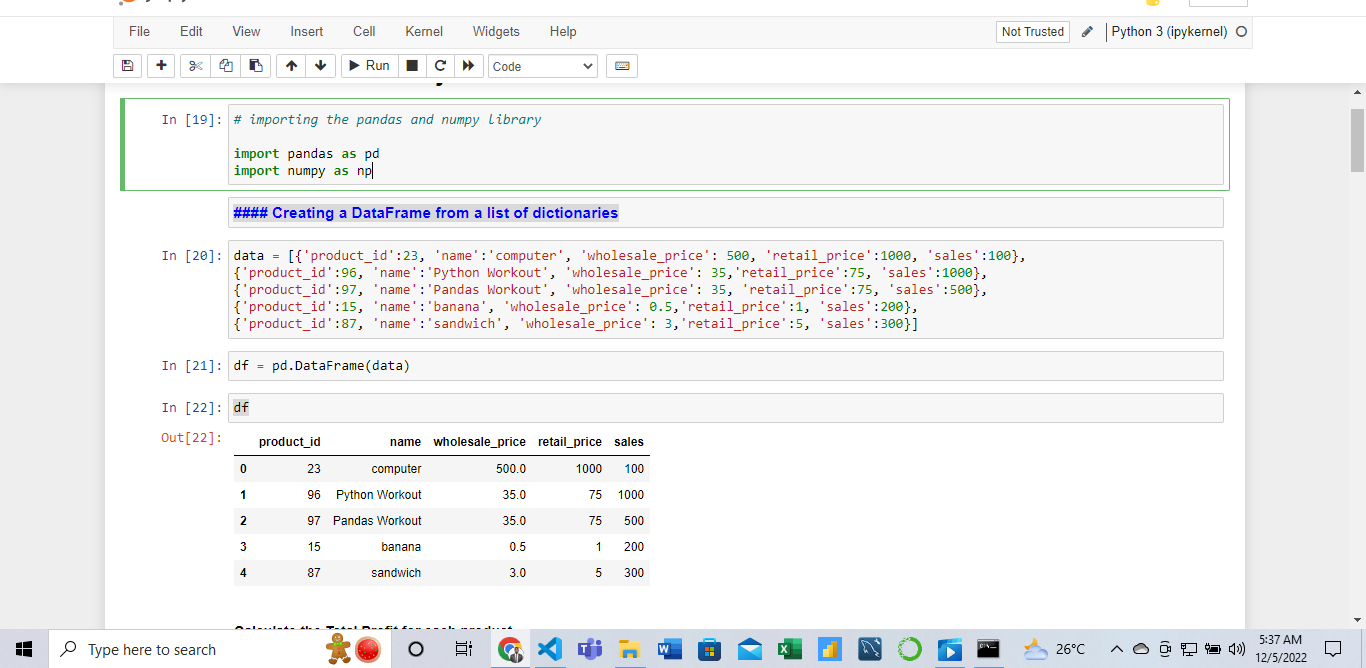 File Edit View Insert Cell Kernel Widgets Help
Not Trusted
Python 3 (ipykernel)
Run
Code
In [19]:
# importing the pandas and numpy library
import pandas as pd
import numpy as np
#### Creating a DataFrame from a list of dictionaries
In [20]:
data = [{'product_id':23, 'name':'computer', 'wholesale_price': 500, 'retail_price':1000, 'sales':100},
{'product_id':96, 'name':'Python Workout', 'wholesale_price': 35,'retail_price':75, 'sales':1000},
{'product_id':97, 'name':'Pandas Workout', 'wholesale_price': 35, 'retail_price':75, 'sales':500},
{'product_id':15, 'name':'banana', 'wholesale_price': 0.5,'retail_price':1, 'sales':200},
{'product_id':87, 'name':'sandwich', 'wholesale_price': 3,'retail_price':5, 'sales':300}]
In [21]: df = pd.DataFrame(data)
In [22]: df
Out[22]:
product_id name wholesale_price retail_price sales
0 23 computer 500.0 1000 100
1 96 Python Workout 35.0 75 1000
2 97 Pandas Workout 35.0 75 500
3 15 banana 0.5 1 200
4 87 sandwich 3.0 5 300
Calculate the Total Profit for each product
Type here to search
26°C
5:37 AM
12/5/2022